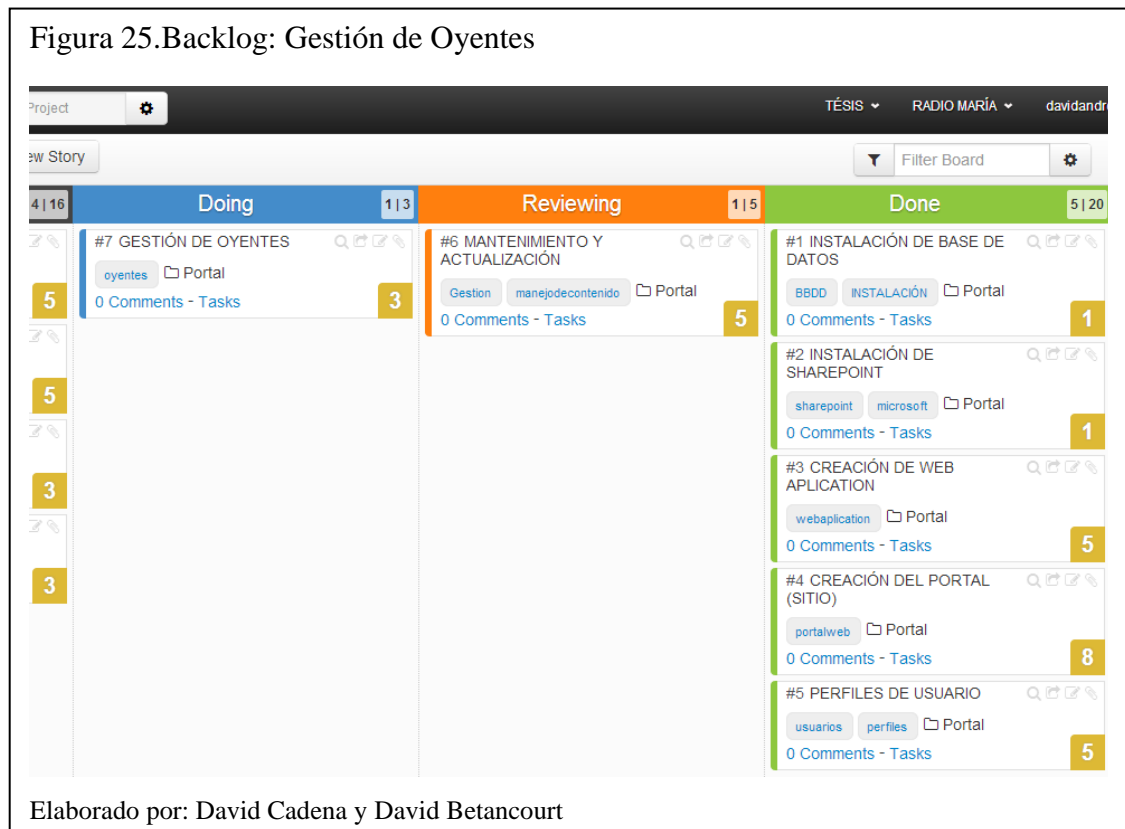 Figura 25.Backlog: Gestión de Oyentes
Project
TÉSIS
RADIO MARÍA
davidandr
ew Story
Filter Board
4|16
Doing
1|3
Reviewing
1|5
Done
5|20
5
5
3
3
#7 GESTIÓN DE OYENTES
oyentes Portal
0 Comments - Tasks
3
#6 MANTENIMIENTO Y
ACTUALIZACIÓN
Gestion manejodecontenido Portal
0 Comments - Tasks
5
#1 INSTALACIÓN DE BASE DE
DATOS
BBDD INSTALACIÓN Portal
0 Comments - Tasks
1
#2 INSTALACIÓN DE
SHAREPOINT
sharepoint microsoft Portal
0 Comments - Tasks
1
#3 CREACIÓN DE WEB
APLICATION
webaplication Portal
0 Comments - Tasks
5
#4 CREACIÓN DEL PORTAL
(SITIO)
portalweb Portal
0 Comments - Tasks
8
#5 PERFILES DE USUARIO
usuarios perfiles Portal
0 Comments - Tasks
5
Elaborado por: David Cadena y David Betancourt